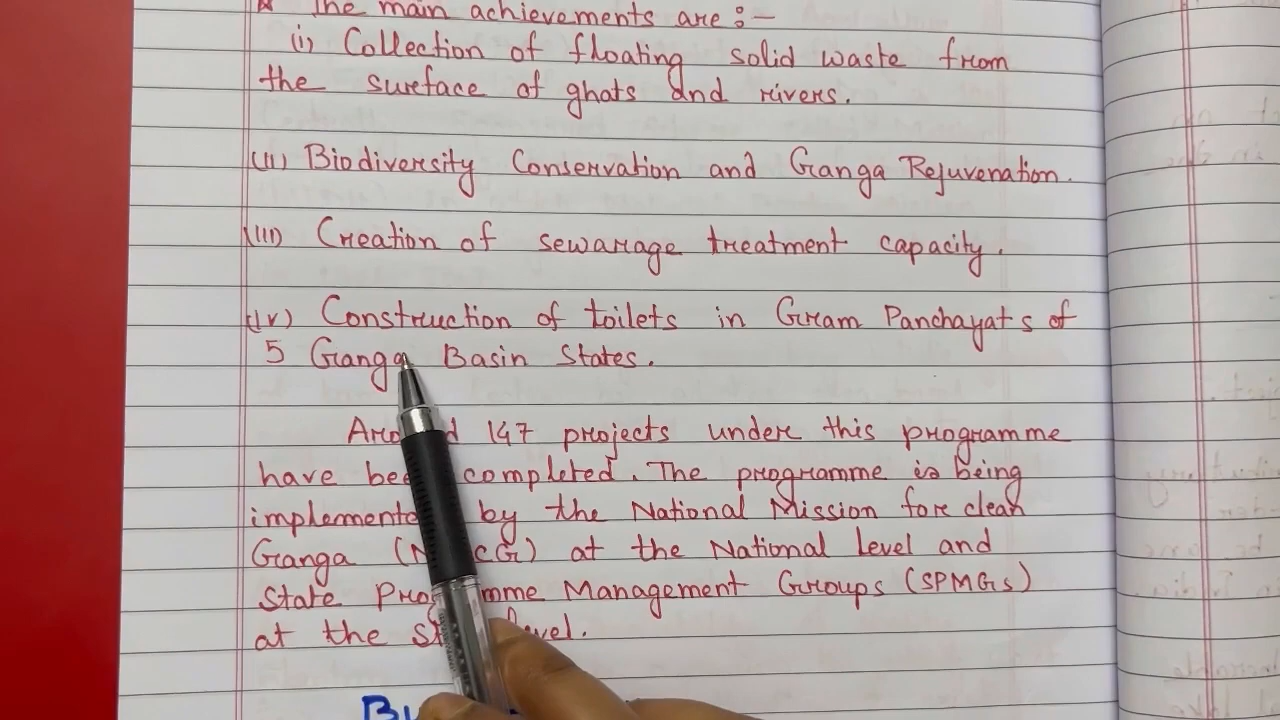 The main achievements are :-
(i) Collection of floating solid waste from
the surface of ghats and rivers.
(ii) Biodiversity Conservation and Ganga Rejuvenation.
(iii) Creation of sewarage treatment capacity.
(iv) Construction of toilets in Gram Panchayats of
5 Ganga Basin States.
147 projects under this programme
have completed. The programme is being
by the National Mission for clean
Ganga at the National level and
State Management Groups (SPMGs)
at the